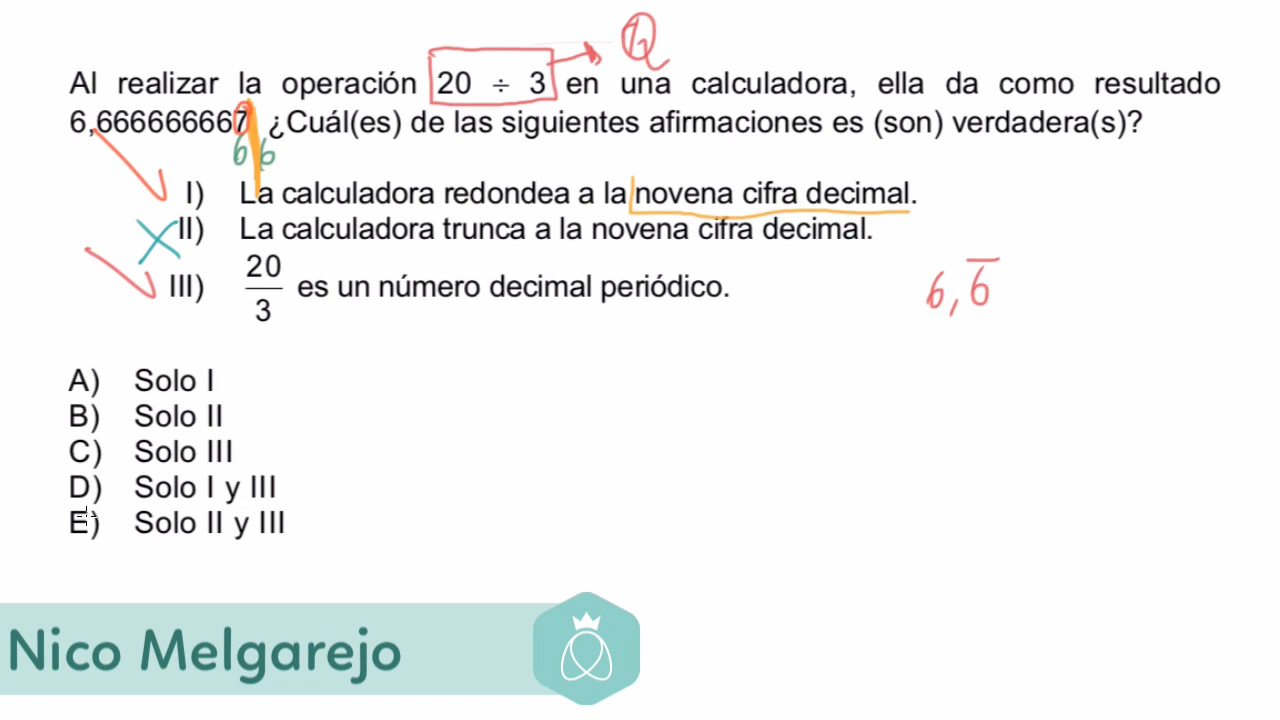 Q
Al realizar la operación 20 ÷ 3 en una calculadora, ella da como resultado
6,666666667 ¿Cuál(es) de las siguientes afirmaciones es (son) verdadera(s)?
6 6
I) La calculadora redondea a la novena cifra decimal.
II) La calculadora trunca a la novena cifra decimal.
III) 20/3 es un número decimal periódico.
6,6̅
A) Solo I
B) Solo II
C) Solo III
D) Solo I y III
E) Solo II y III
Nico Melgarejo